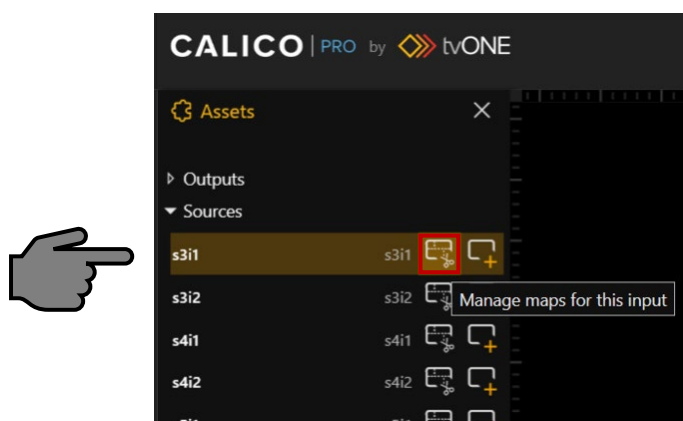 CALICO | PRO by tvONE
Assets
Outputs
Sources
s3i1 s3i1
s3i2 s3i2
Manage maps for this input
s4i1 s4i1
s4i2 s4i2